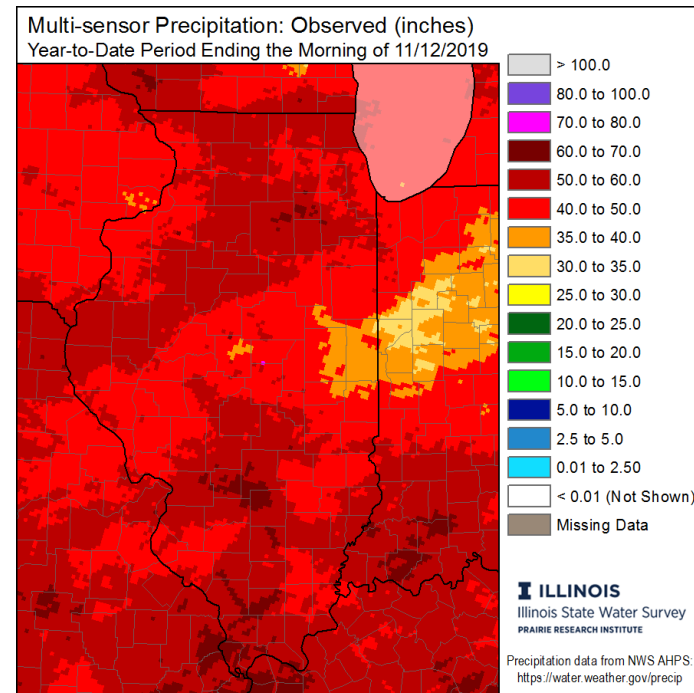 Multi-sensor Precipitation: Observed (inches)
Year-to-Date Period Ending the Morning of 11/12/2019
> 100.0
80.0 to 100.0
70.0 to 80.0
60.0 to 70.0
50.0 to 60.0
40.0 to 50.0
35.0 to 40.0
30.0 to 35.0
25.0 to 30.0
20.0 to 25.0
15.0 to 20.0
10.0 to 15.0
5.0 to 10.0
2.5 to 5.0
0.01 to 2.50
< 0.01 (Not Shown)
Missing Data
I ILLINOIS
Illinois State Water Survey
PRAIRIE RESEARCH INSTITUTE
Precipitation data from NWS AHPS:
https://water.weather.gov/precip